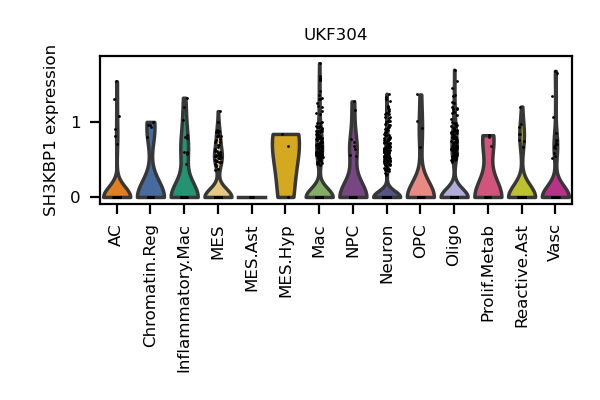 UKF304
SH3KBP1 expression
1
0
AC
Chromatin.Reg
Inflammatory.Mac
MES
MES.Ast
MES.Hyp
Mac
NPC
Neuron
OPC
Oligo
Prolif.Metab
Reactive.Ast
Vasc